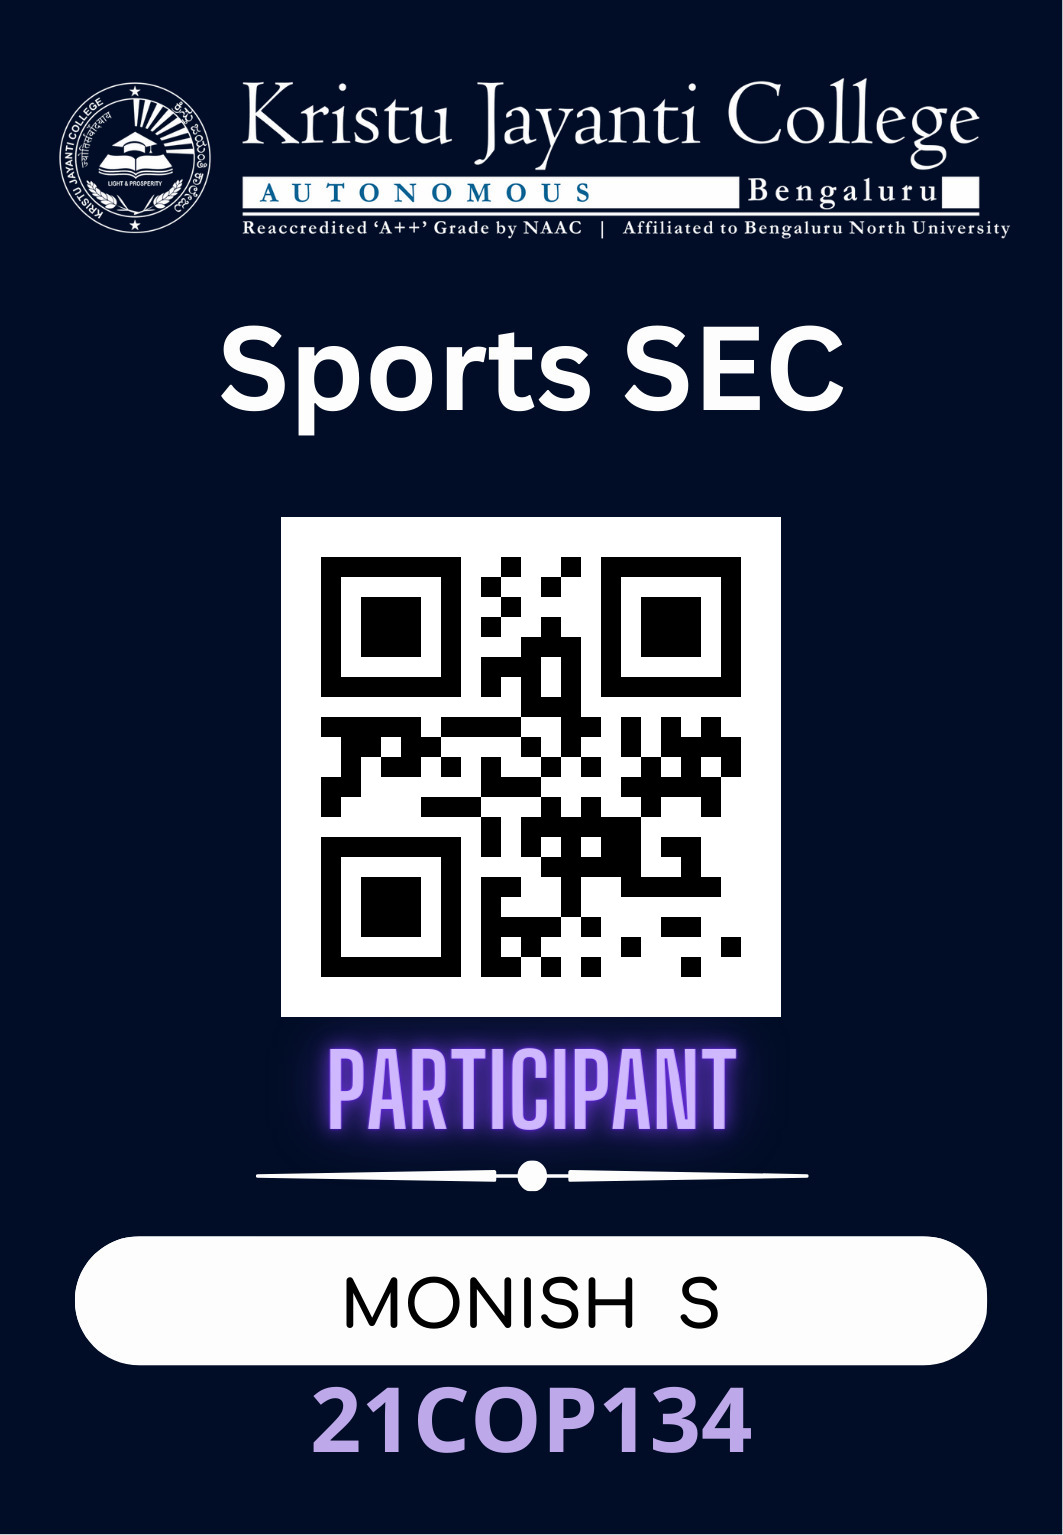 KRISTU JAYANTI COLLEGE
LIGHT & PROSPERITY
Kristu Jayanti College
AUTONOMOUS Bengaluru
Reaccredited ‘A++’ Grade by NAAC | Affiliated to Bengaluru North University
Sports SEC
PARTICIPANT
MONISH S
21COP134